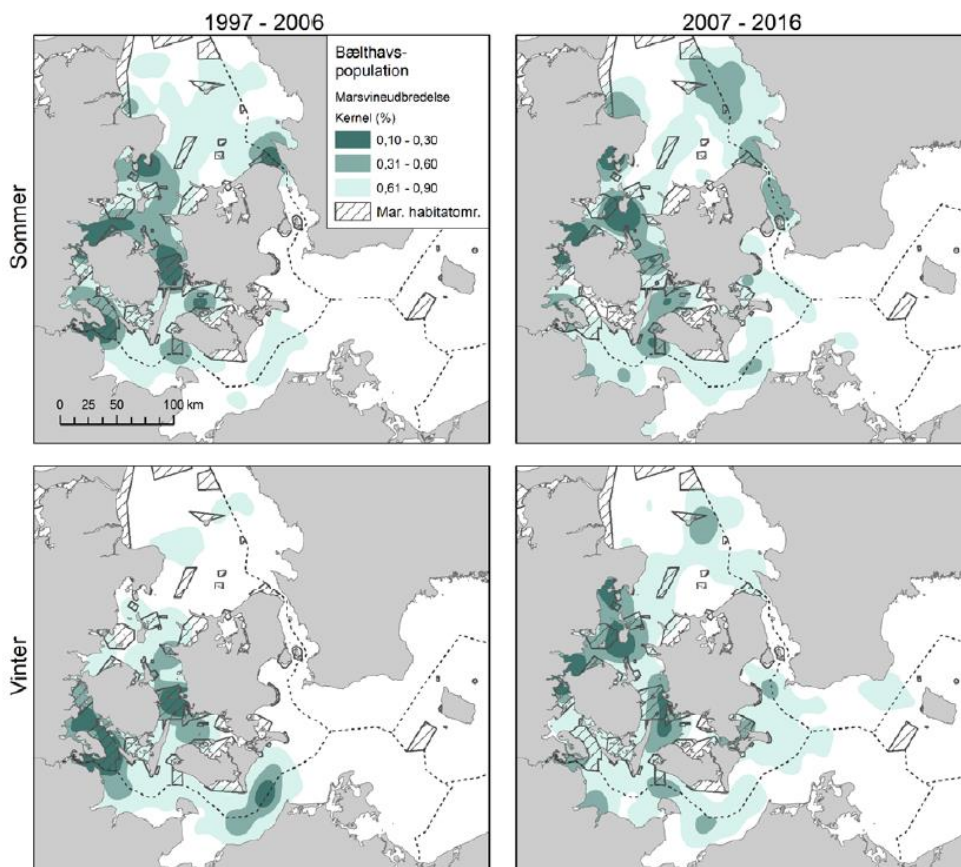 1997 - 2006
2007 - 2016
Sommer
Bælthavs-
population
Marsvineudbredelse
Kernel (%)
0,10 - 0,30
0,31 - 0,60
0,61 - 0,90
Mar. habitatomr.
0 25 50 100 km
Vinter